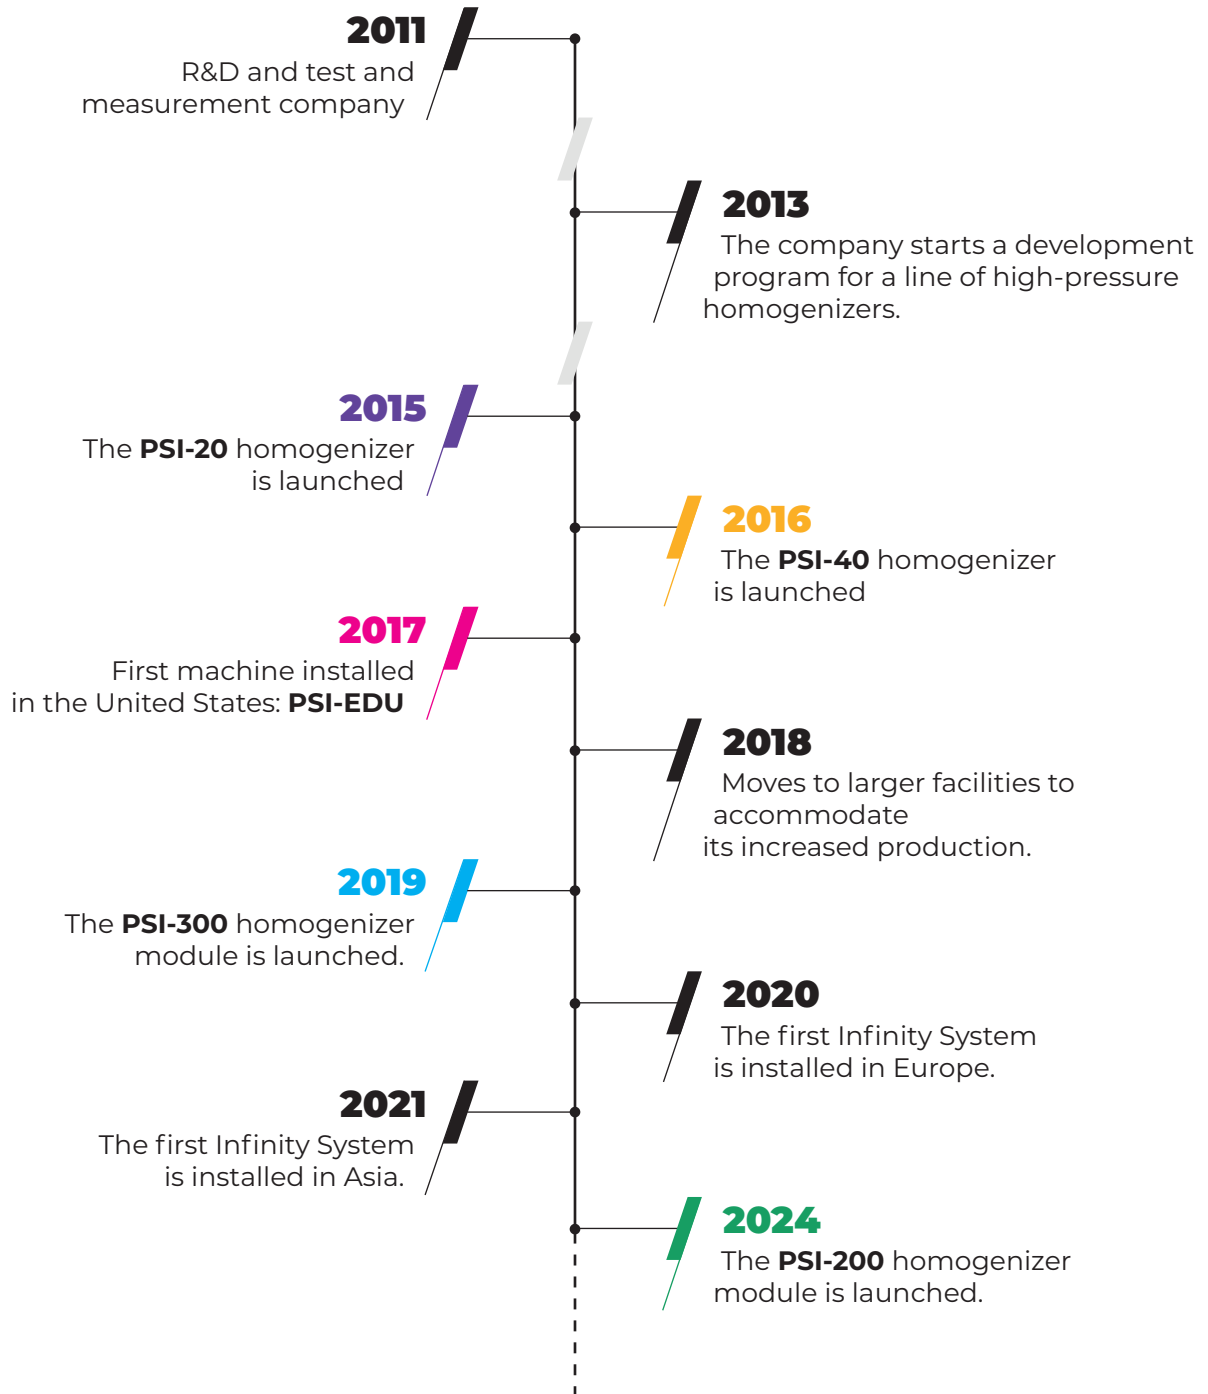 2011
R&D and test and
measurement company
2013
The company starts a development
program for a line of high-pressure
homogenizers.
2015
The PSI-20 homogenizer
is launched
2016
The PSI-40 homogenizer
is launched
2017
First machine installed
in the United States: PSI-EDU
2018
Moves to larger facilities to
accommodate
its increased production.
2019
The PSI-300 homogenizer
module is launched.
2020
The first Infinity System
is installed in Europe.
2021
The first Infinity System
is installed in Asia.
2024
The PSI-200 homogenizer
module is launched.